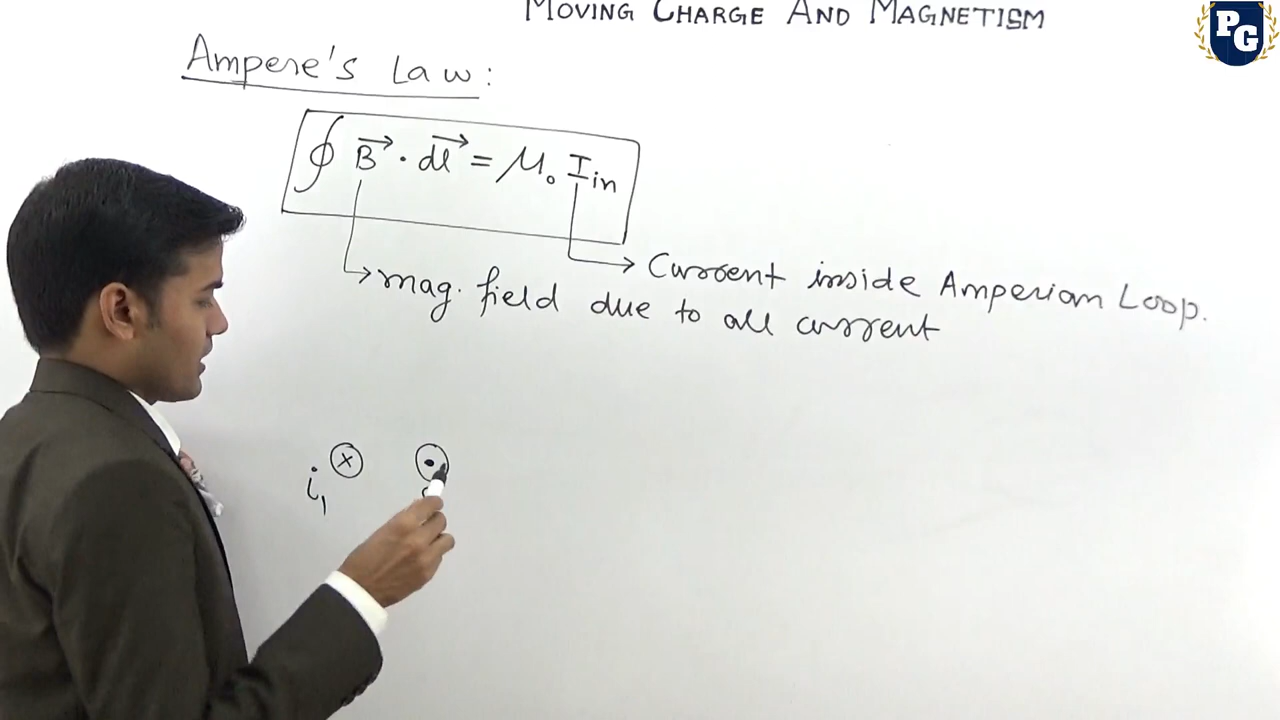 MOVING CHARGE AND MAGNETISM
PG
Ampere's Law:
∮ B⃗ · dl⃗ = μ₀ I_in
Current inside Amperian Loop.
mag. field due to all current
i₁